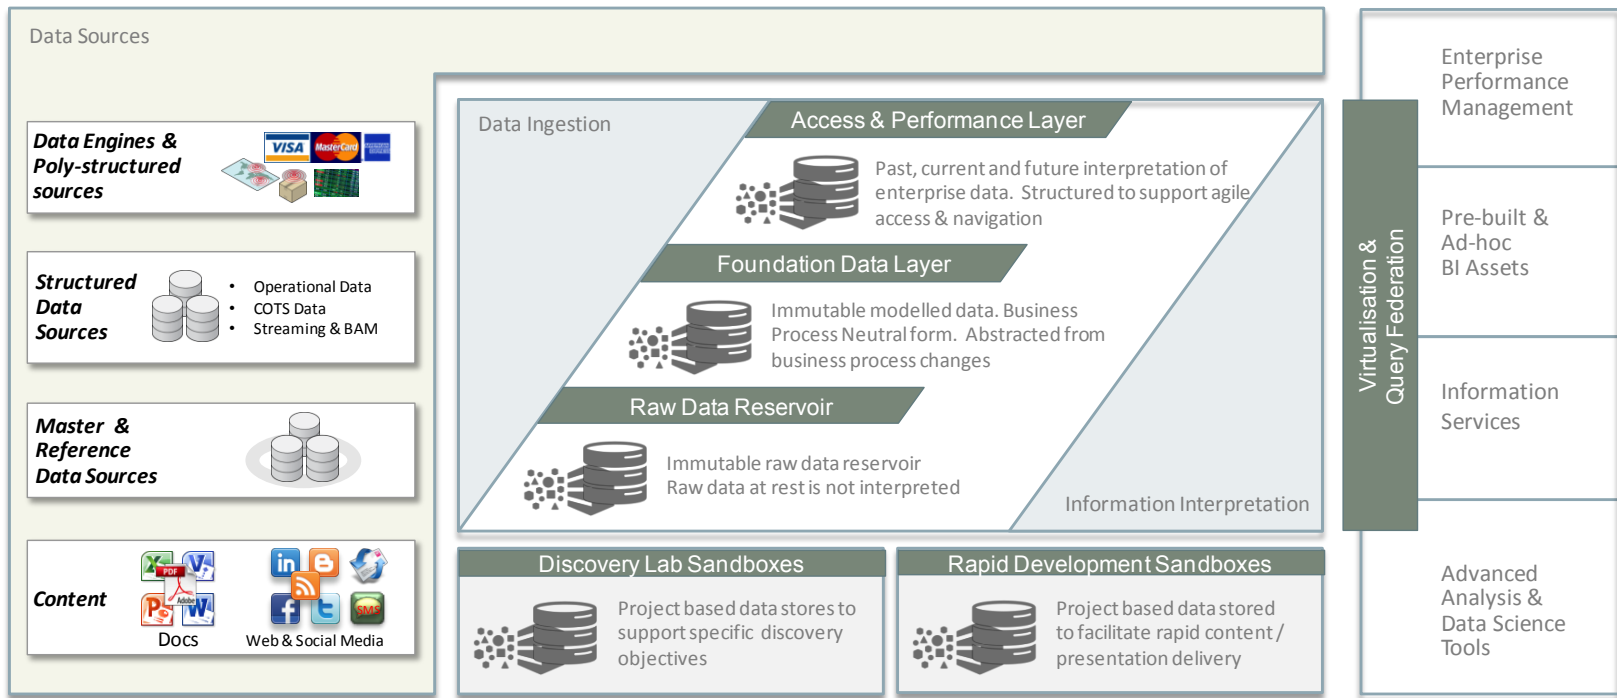 Data Sources
Data Engines &
Poly-structured
sources
VISA
MasterCard
Structured
Data
Sources
• Operational Data
• COTS Data
• Streaming & BAM
Master &
Reference
Data Sources
Content
PDF
Adobe
Docs
SMS
Web & Social Media
Data Ingestion
Access & Performance Layer
Past, current and future interpretation of
enterprise data. Structured to support agile
access & navigation
Foundation Data Layer
Immutable modelled data. Business
Process Neutral form. Abstracted from
business process changes
Raw Data Reservoir
Immutable raw data reservoir
Raw data at rest is not interpreted
Information Interpretation
Discovery Lab Sandboxes
Project based data stores to
support specific discovery
objectives
Rapid Development Sandboxes
Project based data stored
to facilitate rapid content /
presentation delivery
Virtualisation &
Query Federation
Enterprise
Performance
Management
Pre-built &
Ad-hoc
BI Assets
Information
Services
Advanced
Analysis &
Data Science
Tools